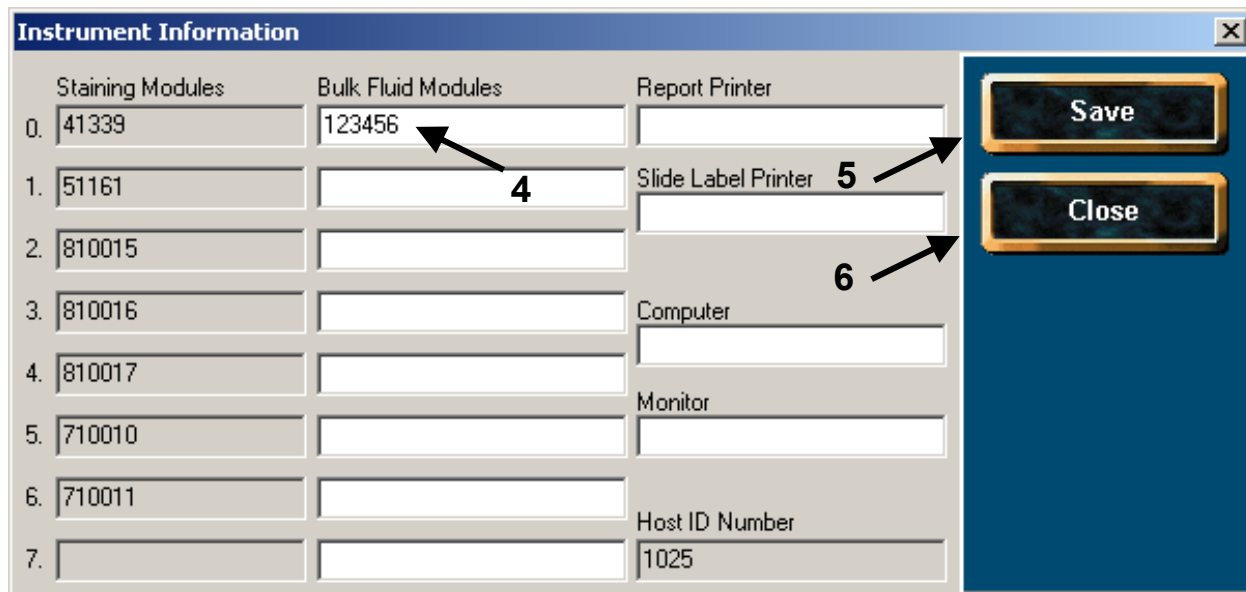 Instrument Information
Staining Modules Bulk Fluid Modules Report Printer
0. 41339 123456
Save
4
1. 51161
Slide Label Printer 5
Close
2. 810015
6
3. 810016
Computer
4. 810017
Monitor
5. 710010
6. 710011
Host ID Number
7. 1025